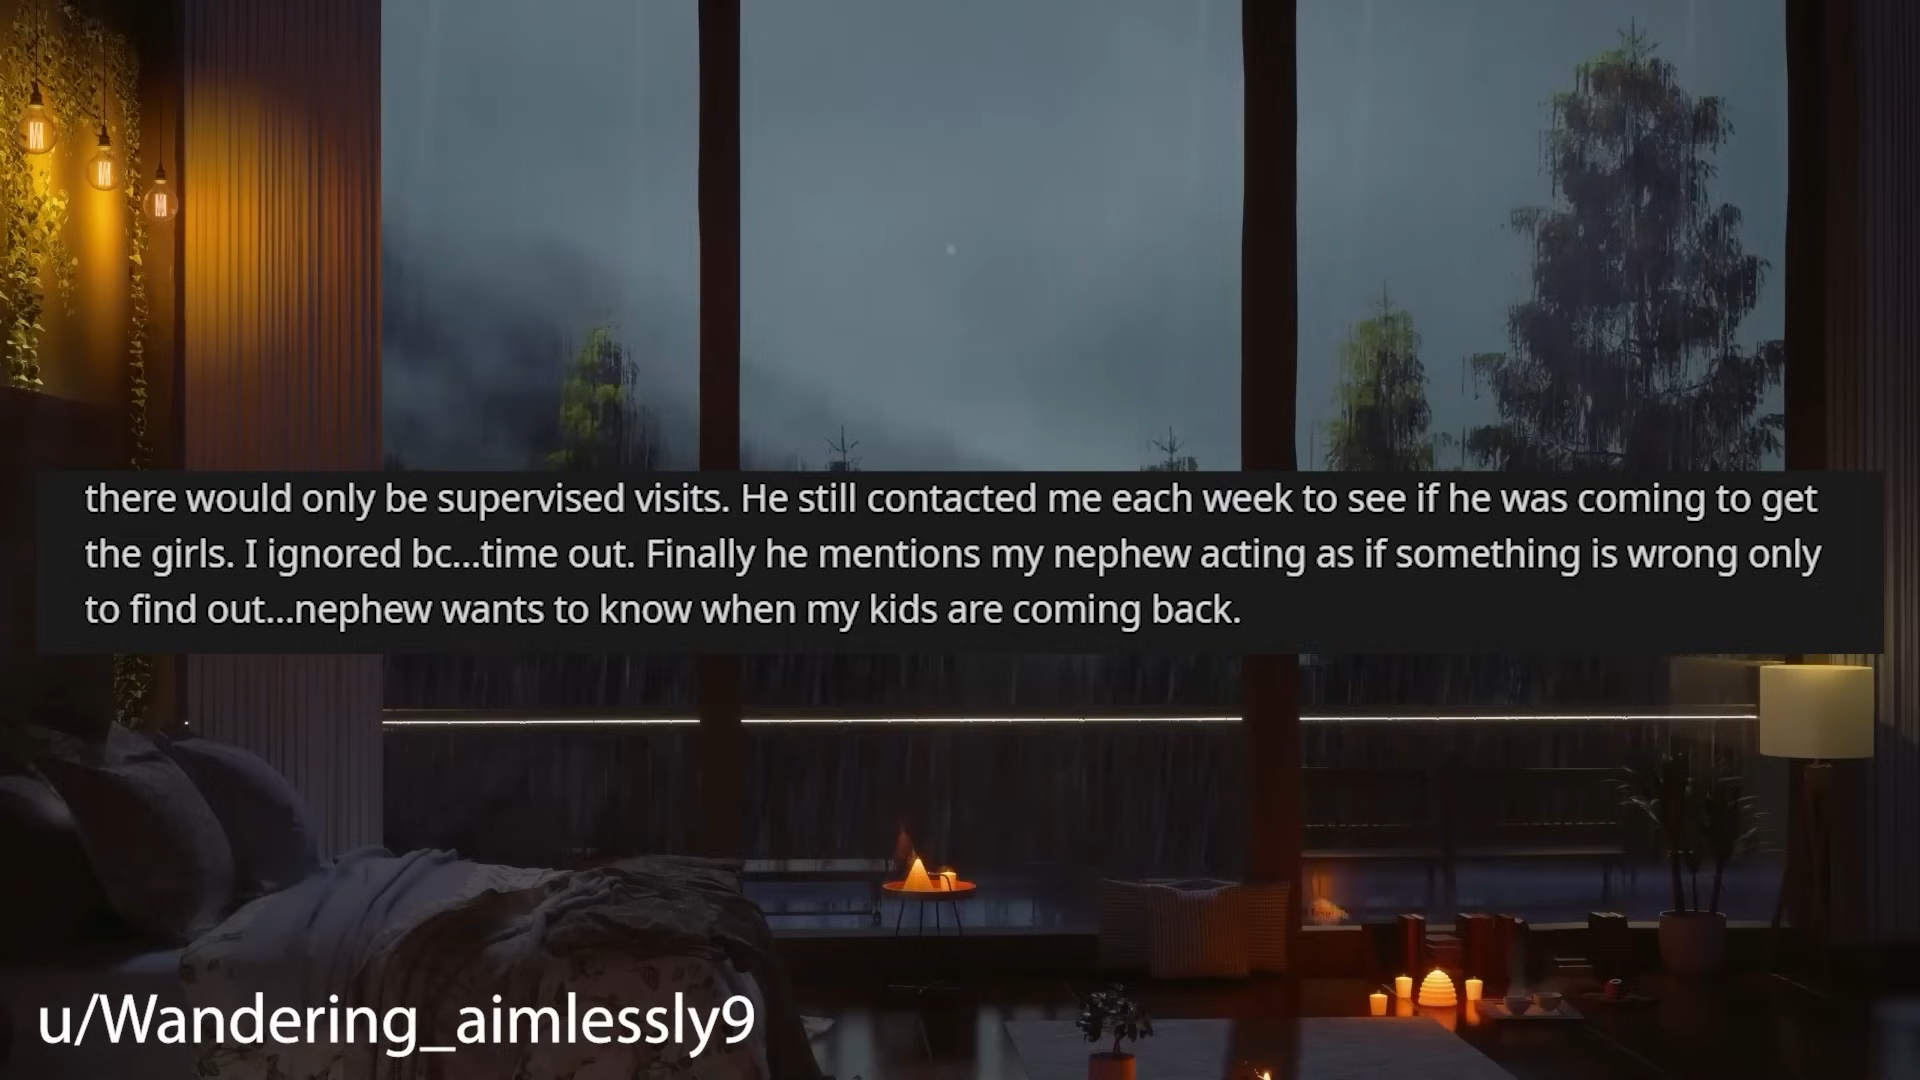 there would only be supervised visits. He still contacted me each week to see if he was coming to get
the girls. I ignored bc...time out. Finally he mentions my nephew acting as if something is wrong only
to find out...nephew wants to know when my kids are coming back.
u/Wandering_aimlessly9